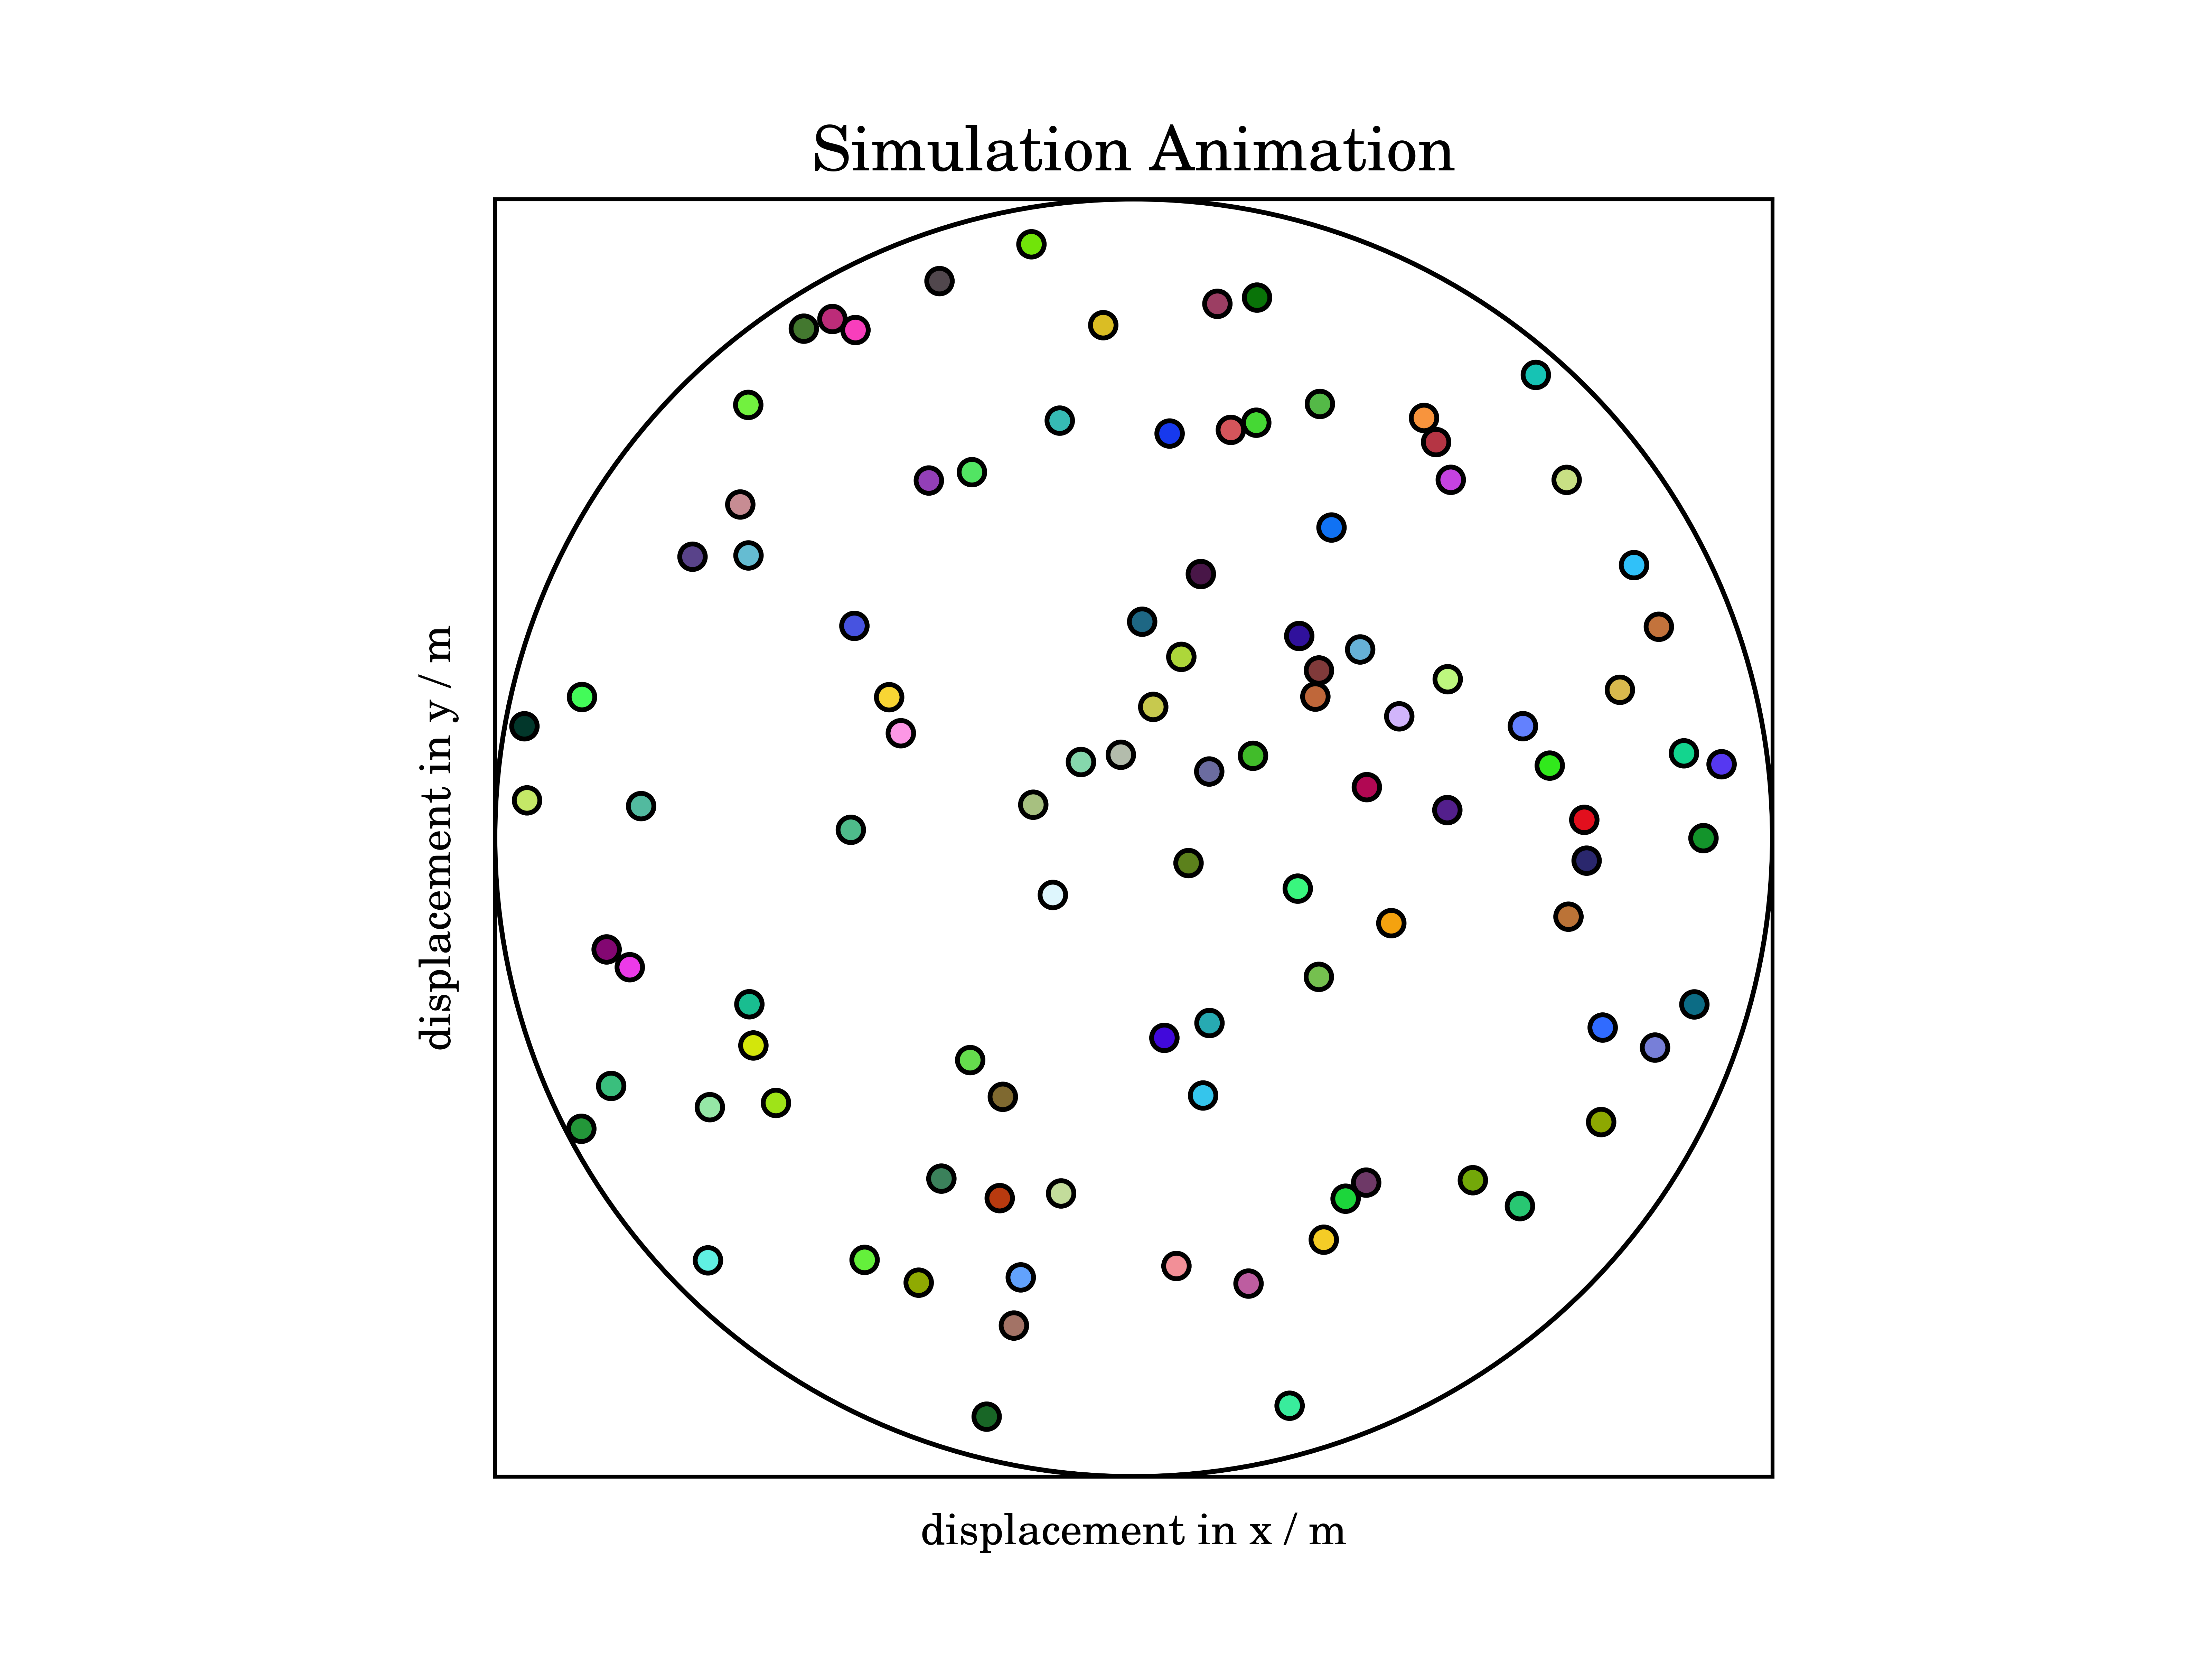 Simulation Animation
displacement in y / m
displacement in x / m